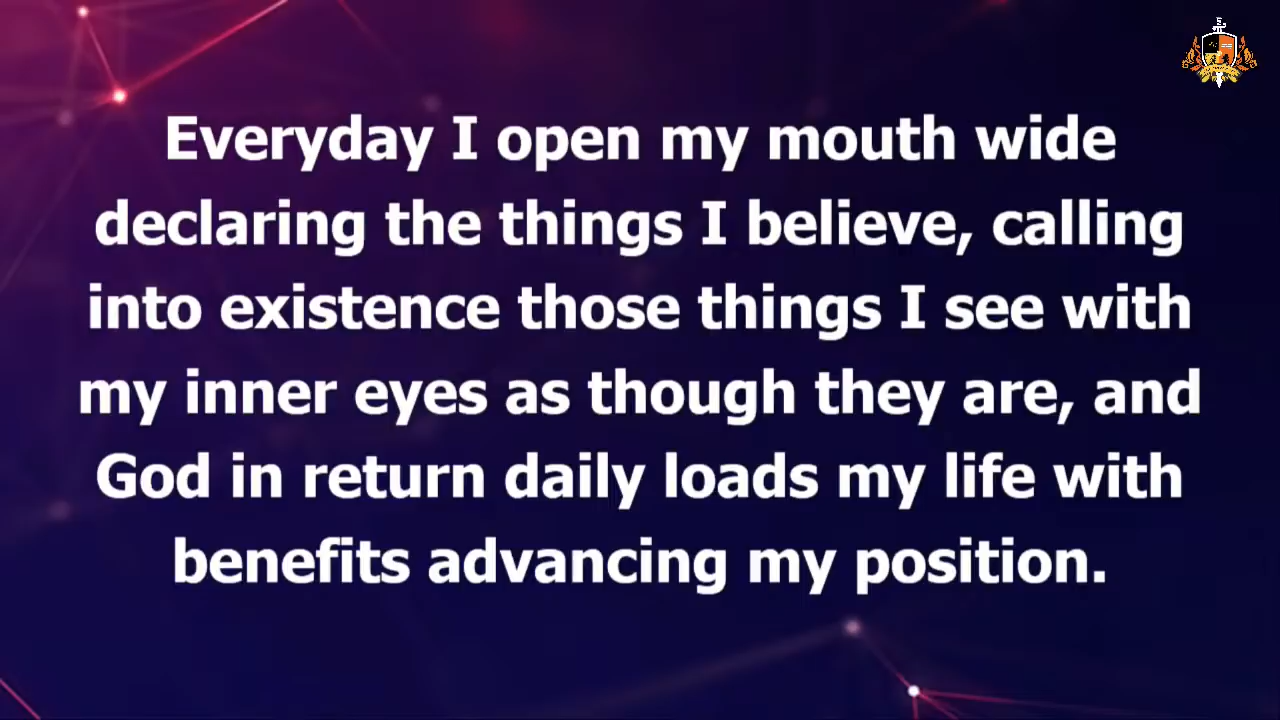 Everyday I open my mouth wide
declaring the things I believe, calling
into existence those things I see with
my inner eyes as though they are, and
God in return daily loads my life with
benefits advancing my position.